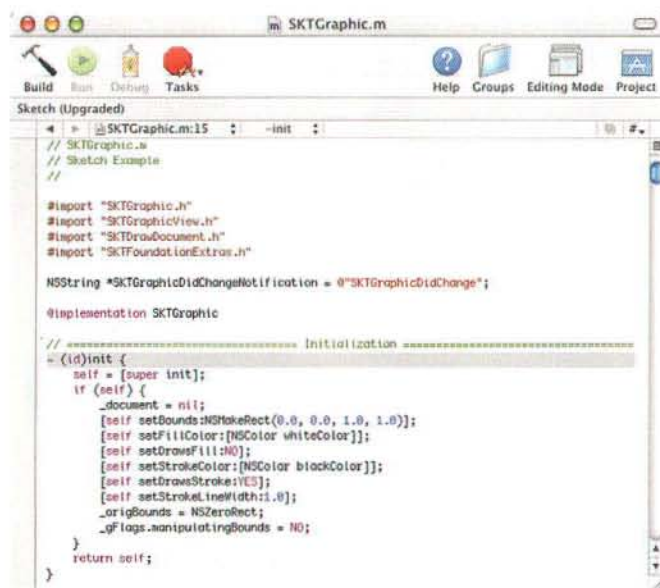 SKTGraphic.m
Build Run Debug Tasks Help Groups Editing Mode Project
Sketch (Upgraded)
SKTGraphic.m:15 -init #
// SKTGraphic.m
// Sketch Example
//
#import "SKTGraphic.h"
#import "SKTGraphicView.h"
#import "SKTDrawDocument.h"
#import "SKTFoundationExtras.h"
NSString *SKTGraphicDidChangeNotification = @"SKTGraphicDidChange";
@implementation SKTGraphic
// =================================== Initialization ===================================
- (id)init {
self = [super init];
if (self) {
_document = nil;
[self setBounds:NSMakeRect(0.0, 0.0, 1.0, 1.0)];
[self setFillColor:[NSColor whiteColor]];
[self setDrawsFill:NO];
[self setStrokeColor:[NSColor blackColor]];
[self setDrawsStroke:YES];
[self setStrokeLineWidth:1.0];
_origBounds = NSZeroRect;
_gFlags.manipulatingBounds = NO;
}
return self;
}